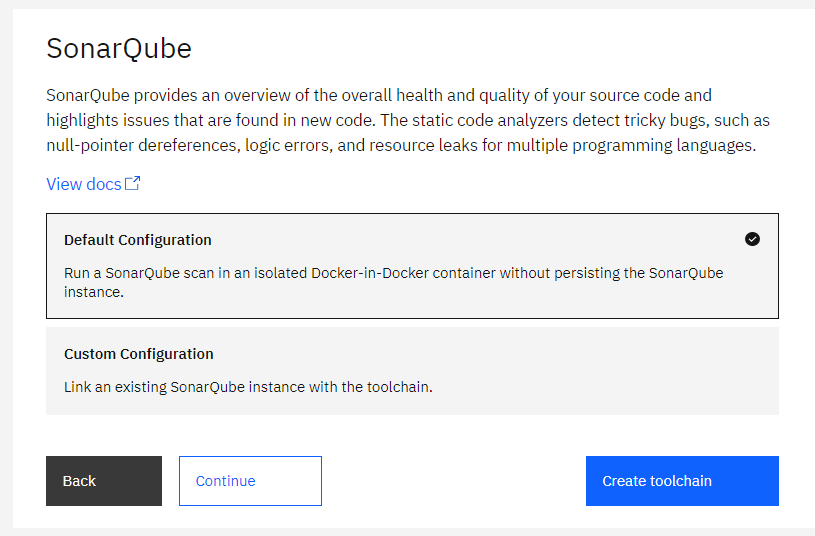 SonarQube
SonarQube provides an overview of the overall health and quality of your source code and
highlights issues that are found in new code. The static code analyzers detect tricky bugs, such as
null-pointer dereferences, logic errors, and resource leaks for multiple programming languages.
View docs
Default Configuration
Run a SonarQube scan in an isolated Docker-in-Docker container without persisting the SonarQube
instance.
Custom Configuration
Link an existing SonarQube instance with the toolchain.
Back
Continue
Create toolchain